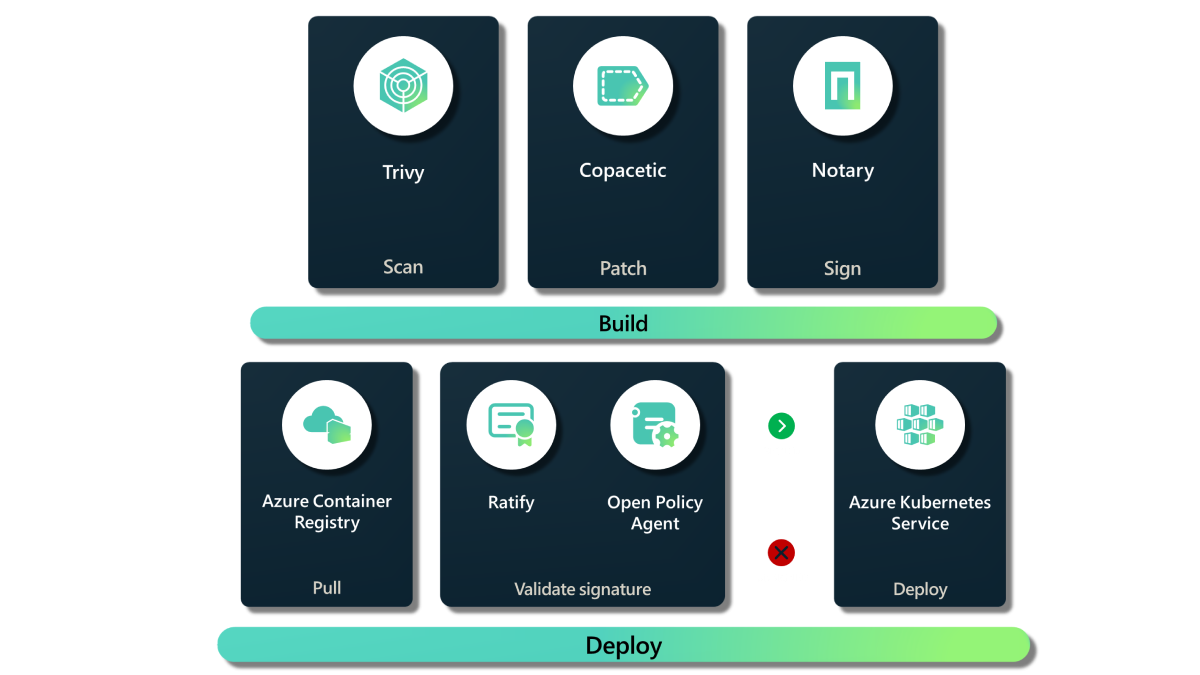 Trivy
Scan
Copacetic
Patch
Notary
Sign
Build
Azure Container
Registry
Pull
Ratify
Open Policy
Agent
Validate signature
Azure Kubernetes
Service
Deploy
Deploy